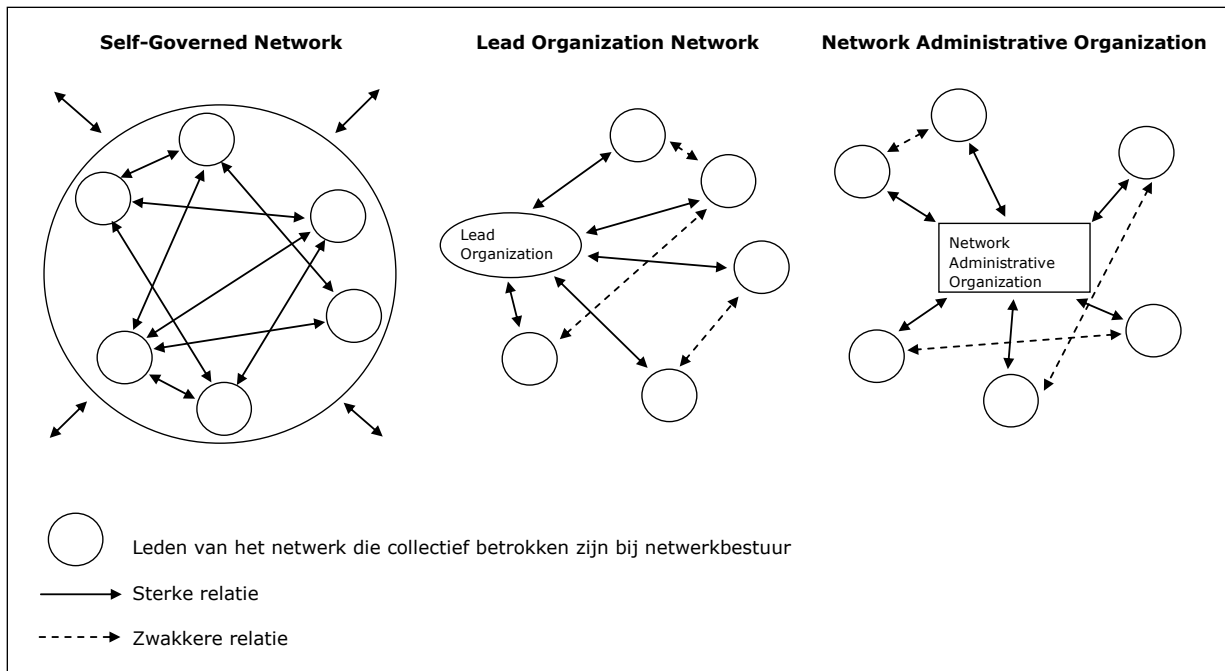 Self-Governed Network
Lead Organization Network
Network Administrative Organization
Lead
Organization
Network
Administrative
Organization
Leden van het netwerk die collectief betrokken zijn bij netwerkbestuur
Sterke relatie
Zwakkere relatie